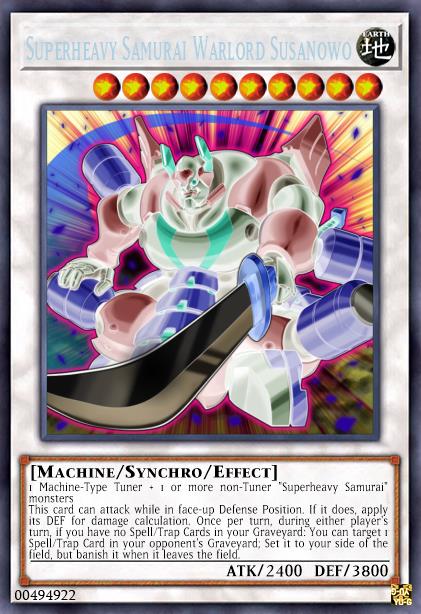 Superheavy Samurai Warlord Susanowo
EARTH
地
[Machine/Synchro/Effect]
1 Machine-Type Tuner + 1 or more non-Tuner "Superheavy Samurai"
monsters
This card can attack while in face-up Defense Position. If it does, apply
its DEF for damage calculation. Once per turn, during either player's
turn, if you have no Spell/Trap Cards in your Graveyard: You can target 1
Spell/Trap Card in your opponent's Graveyard; Set it to your side of the
field, but banish it when it leaves the field.
ATK/2400 DEF/3800
00494922